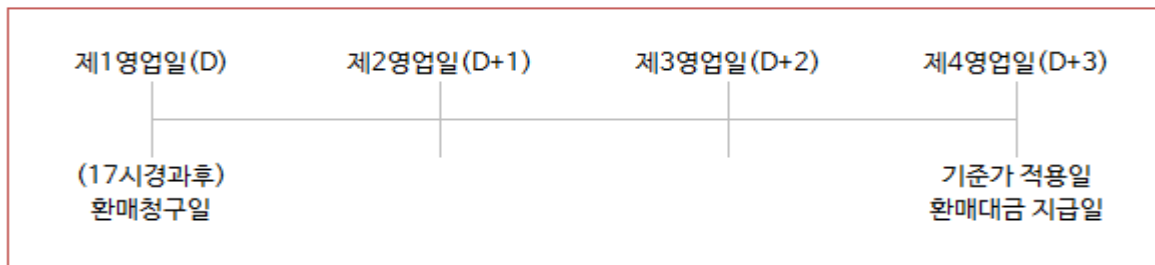 제1영업일(D) 제2영업일(D+1) 제3영업일(D+2) 제4영업일(D+3)
(17시경과후) 기준가 적용일
환매청구일 환매대금 지급일